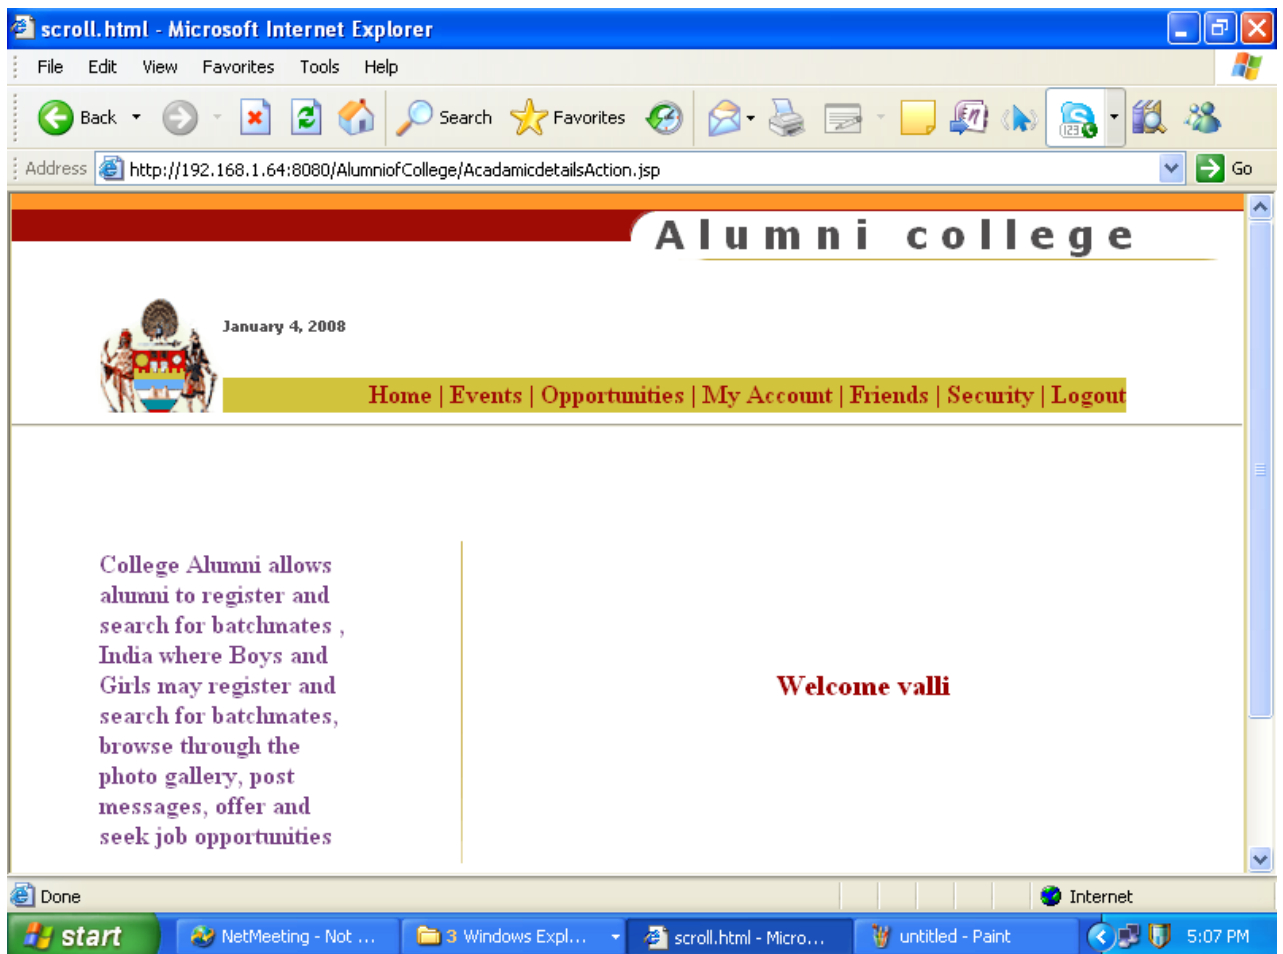 scroll.html - Microsoft Internet Explorer
File Edit View Favorites Tools Help
Back Search Favorites
Address http://192.168.1.64:8080/AlumniofCollege/AcadamicdetailsAction.jsp Go
Alumni college
January 4, 2008
Home | Events | Opportunities | My Account | Friends | Security | Logout
College Alumni allows
alumni to register and
search for batchmates ,
India where Boys and
Girls may register and
search for batchmates,
browse through the
photo gallery, post
messages, offer and
seek job opportunities
Welcome valli
Done Internet
start NetMeeting - Not ... 3 Windows Expl... scroll.html - Micro... untitled - Paint 5:07 PM